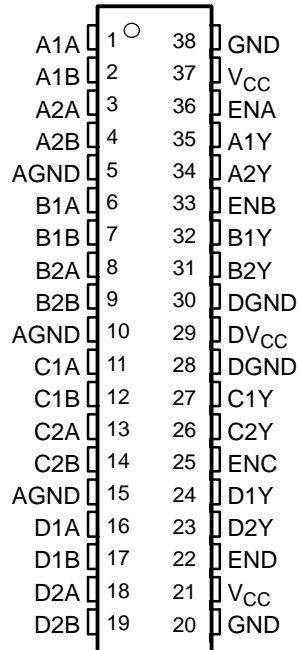 A1A 1 38 GND
A1B 2 37 VCC
A2A 3 36 ENA
A2B 4 35 A1Y
AGND 5 34 A2Y
B1A 6 33 ENB
B1B 7 32 B1Y
B2A 8 31 B2Y
B2B 9 30 DGND
AGND 10 29 DVCC
C1A 11 28 DGND
C1B 12 27 C1Y
C2A 13 26 C2Y
C2B 14 25 ENC
AGND 15 24 D1Y
D1A 16 23 D2Y
D1B 17 22 END
D2A 18 21 VCC
D2B 19 20 GND